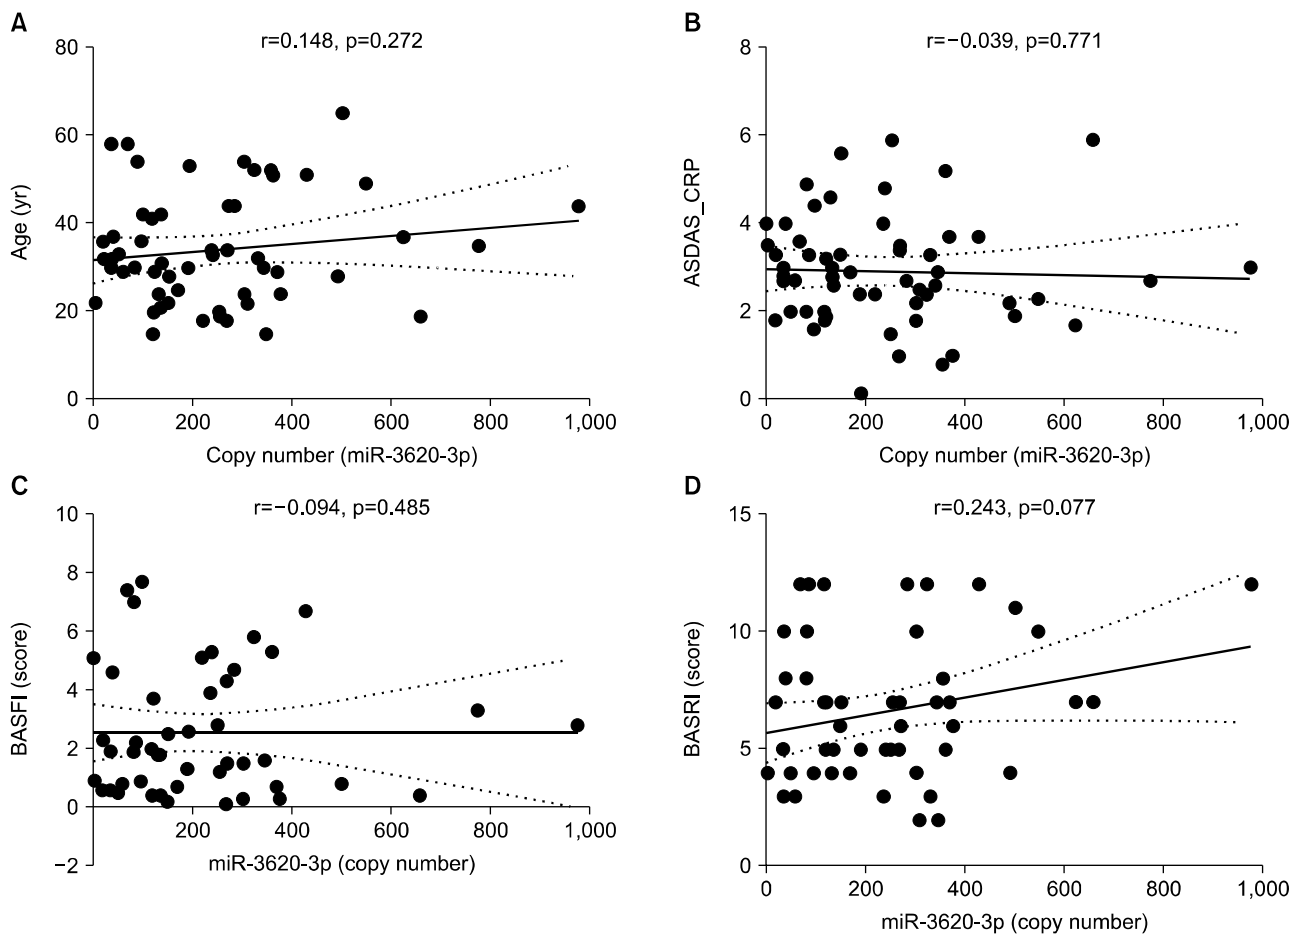 A
r=0.148, p=0.272
80
60
40
20
0
Age (yr)
0 200 400 600 800 1,000
Copy number (miR-3620-3p)
B
r=−0.039, p=0.771
8
6
4
2
0
ASDAS_CRP
0 200 400 600 800 1,000
Copy number (miR-3620-3p)
C
r=−0.094, p=0.485
10
8
6
4
2
0
−2
BASFI (score)
200 400 600 800 1,000
miR-3620-3p (copy number)
D
r=0.243, p=0.077
15
10
5
0
BASRI (score)
0 200 400 600 800 1,000
miR-3620-3p (copy number)